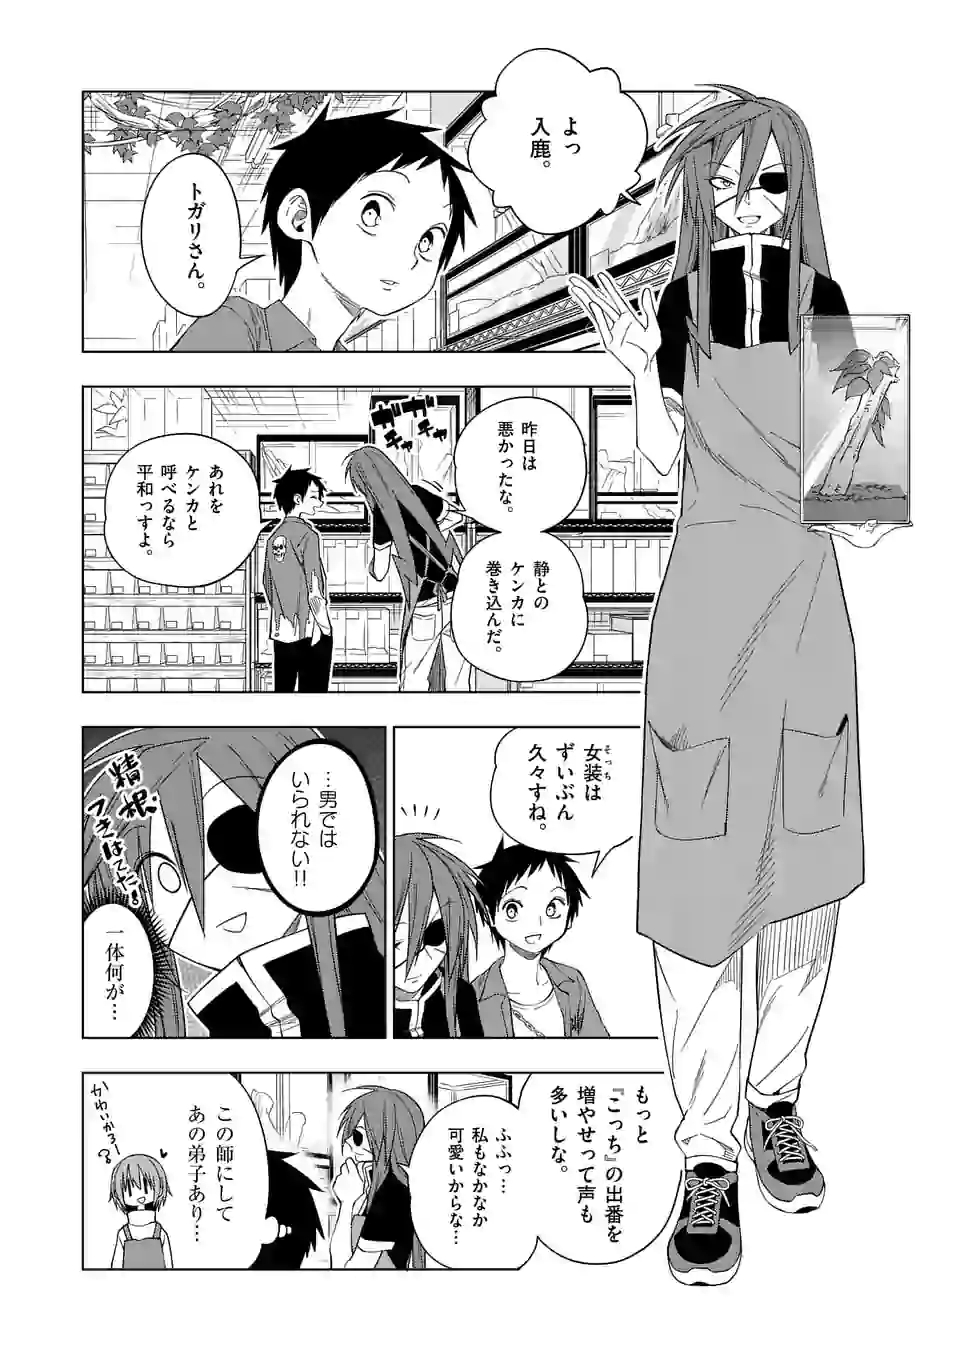 よっ
入鹿。
トガリさん。
昨日は
悪かったな。
静との
ケンカに
巻き込んだ。
ガチャ
ガチャ
あれを
ケンカと
呼べるなら
平和っすよ。
女装は
そっち
ずいぶん
久々すね。
…男では
いられない!!
精根
つきはてた!
一体何が…
もっと
『こっち』の出番を
増やせって声も
多いしな。
ふふっ…
私もなかなか
可愛いからな…
この師にして
あの弟子あり…
かわいかろー?